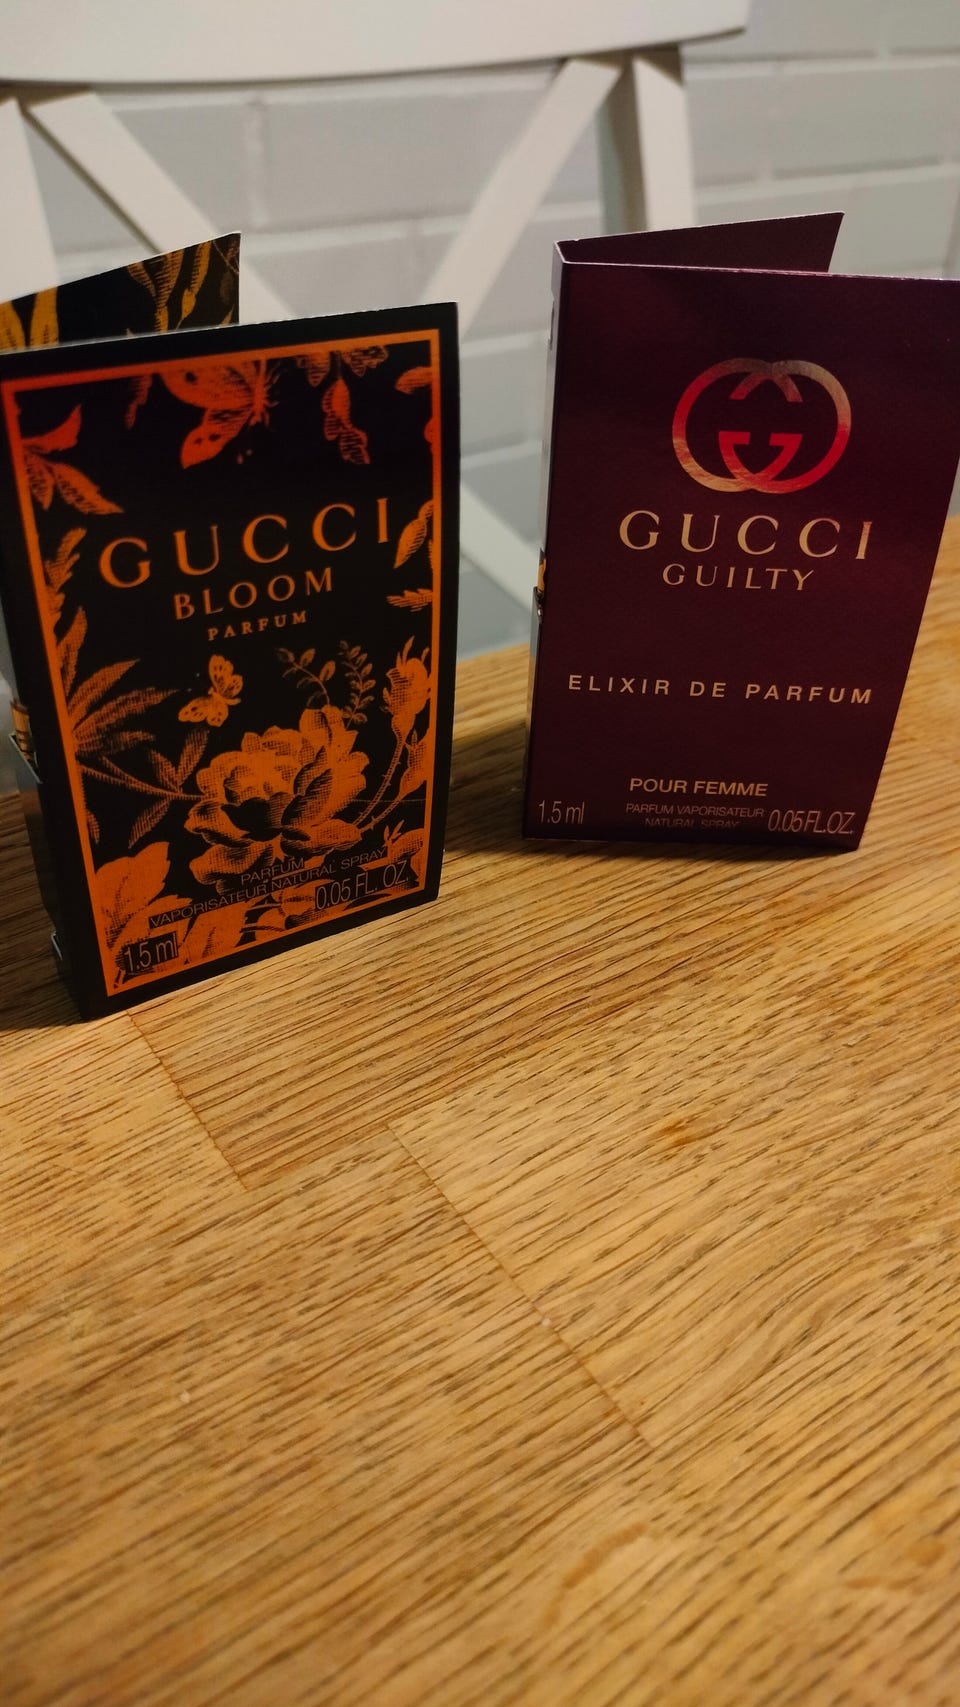 GUCCI
BLOOM
PARFUM
PARFUM
VAPORISATEUR NATURAL SPRAY
1.5 ml
0.05 FL. OZ.
GUCCI
GUILTY
ELIXIR DE PARFUM
POUR FEMME
PARFUM VAPORISATEUR
NATURAL SPRAY
1.5 ml
0.05 FL.OZ.